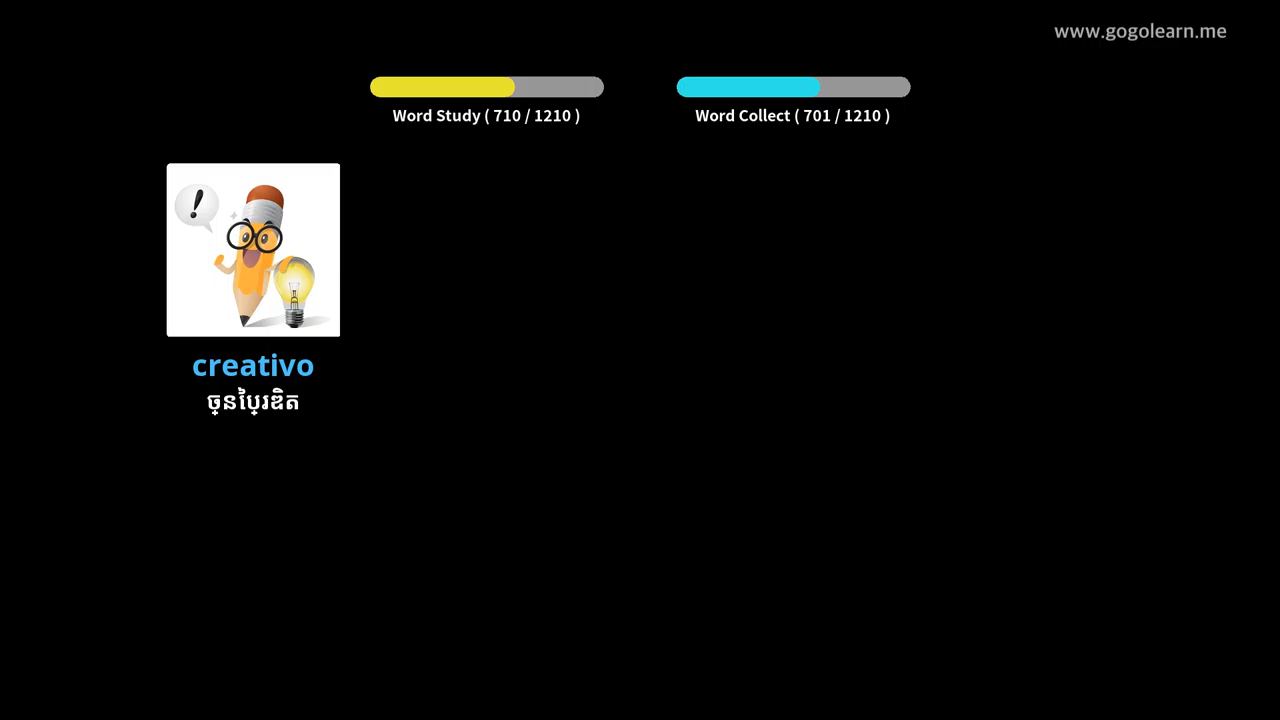 www.gogolearn.me
Word Study ( 710 / 1210 )
Word Collect ( 701 / 1210 )
!
creativo
ច្នៃប្រឌិត